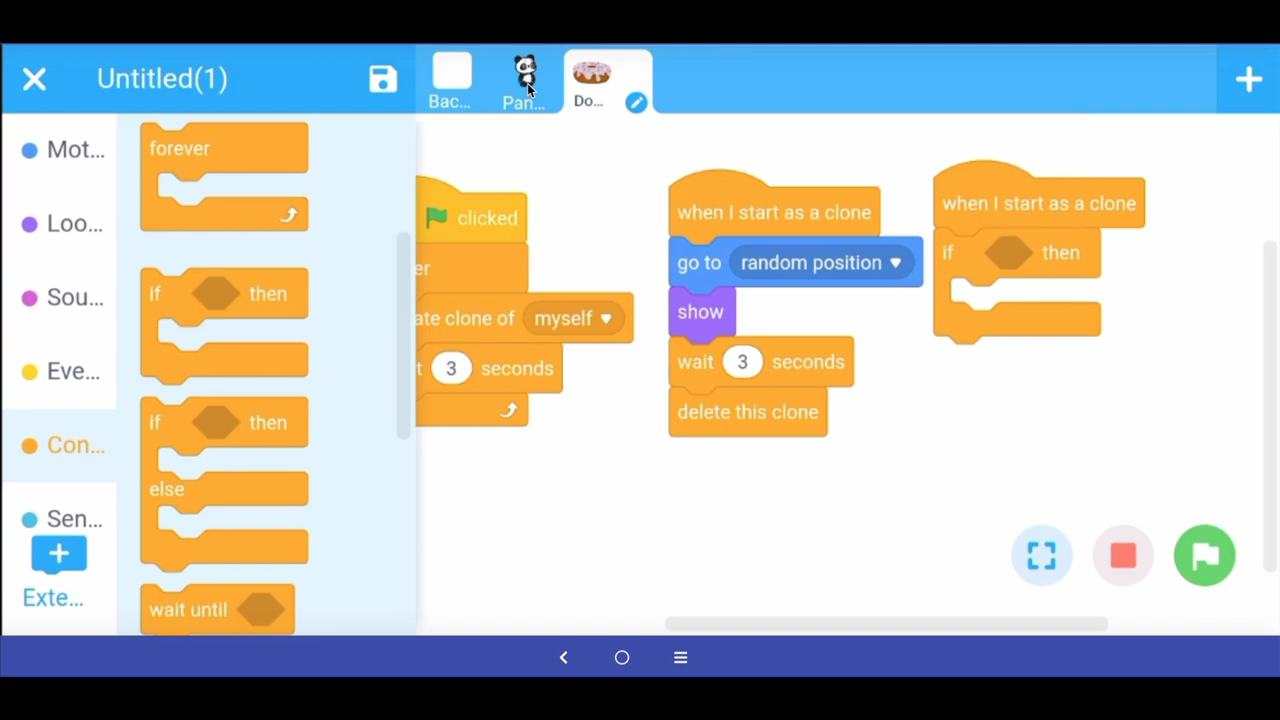 Untitled(1)
Bac...
Pan...
Do...
Mot...
Loo...
Sou...
Eve...
Con...
Sen...
Exte...
forever
if then
if then
else
wait until
clicked
er
ate clone of myself
t 3 seconds
when I start as a clone
go to random position
show
wait 3 seconds
delete this clone
when I start as a clone
if then